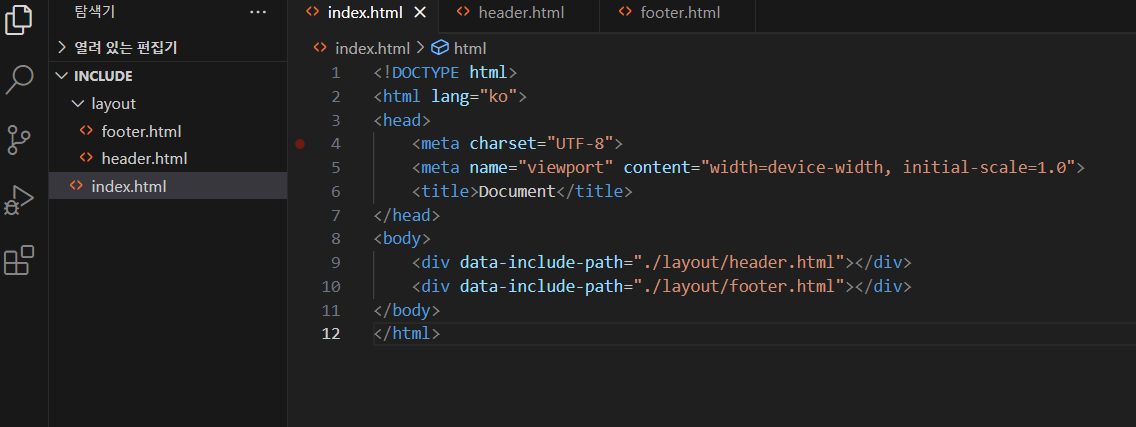 탐색기 ···
열려 있는 편집기
INCLUDE
layout
footer.html
header.html
index.html
index.html header.html footer.html
index.html > html
1 <!DOCTYPE html>
2 <html lang="ko">
3 <head>
4 <meta charset="UTF-8">
5 <meta name="viewport" content="width=device-width, initial-scale=1.0">
6 <title>Document</title>
7 </head>
8 <body>
9 <div data-include-path="./layout/header.html"></div>
10 <div data-include-path="./layout/footer.html"></div>
11 </body>
12 </html>